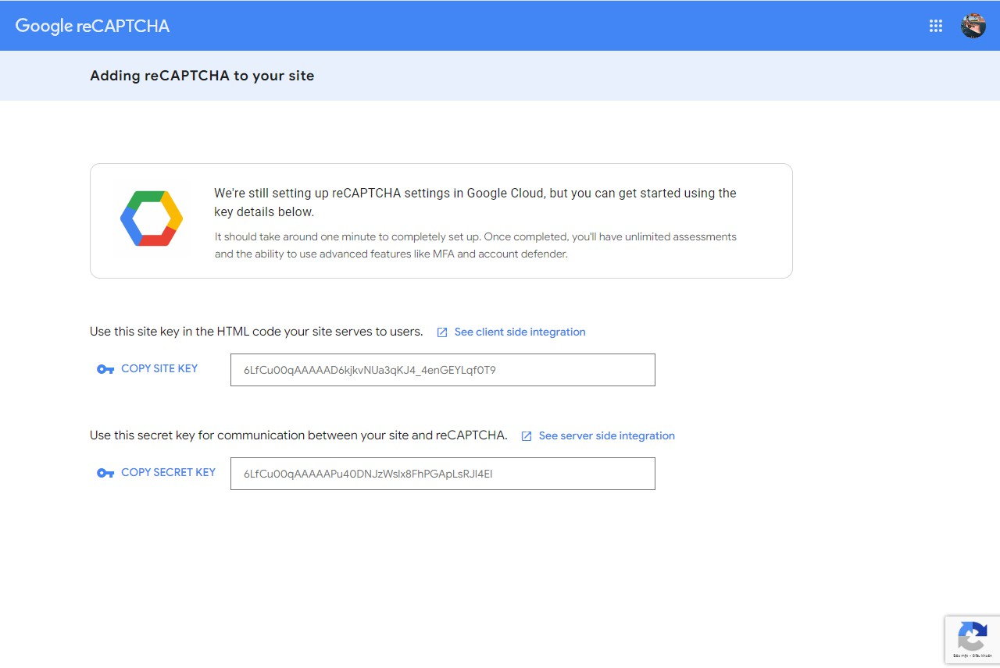 Google reCAPTCHA
Adding reCAPTCHA to your site
We're still setting up reCAPTCHA settings in Google Cloud, but you can get started using the
key details below.
It should take around one minute to completely set up. Once completed, you'll have unlimited assessments
and the ability to use advanced features like MFA and account defender.
Use this site key in the HTML code your site serves to users. See client side integration
COPY SITE KEY 6LfCu00qAAAAAD6kjkvNUa3qKJ4_4enGEYLqf0T9
Use this secret key for communication between your site and reCAPTCHA. See server side integration
COPY SECRET KEY 6LfCu00qAAAAAPu40DNJzWslx8FhPGApLsRJl4EI
Bảo mật - Điều khoản